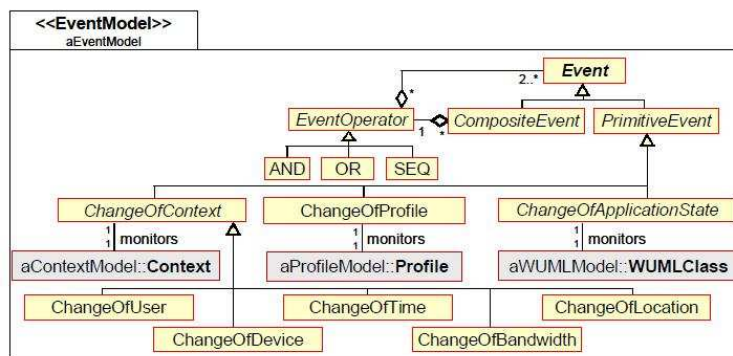 <<EventModel>>
aEventModel
Event
2..*
*
EventOperator
1
*
CompositeEvent
PrimitiveEvent
AND
OR
SEQ
ChangeOfContext
ChangeOfProfile
ChangeOfApplicationState
1
1
monitors
1
1
monitors
1
1
monitors
aContextModel::Context
aProfileModel::Profile
aWUMLModel::WUMLClass
ChangeOfUser
ChangeOfTime
ChangeOfLocation
ChangeOfDevice
ChangeOfBandwidth